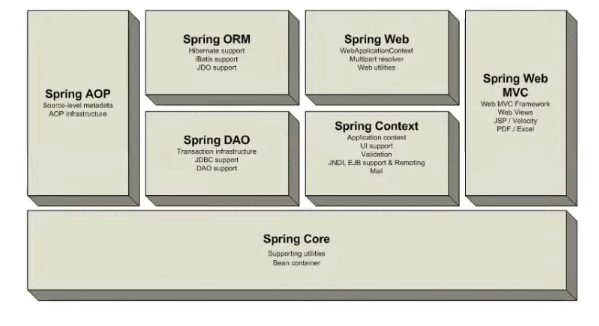 Spring AOP
Source-level metadata
AOP infrastructure
Spring ORM
Hibernate support
iBatis support
JDO support
Spring Web
WebApplicationContext
Multipart resolver
Web utilities
Spring Web
MVC
Web MVC Framework
Web Views
JSP / Velocity
PDF / Excel
Spring DAO
Transaction infrastructure
JDBC support
DAO support
Spring Context
Application context
UI support
Validation
JNDI, EJB support & Remoting
Mail
Spring Core
Supporting utilities
Bean container